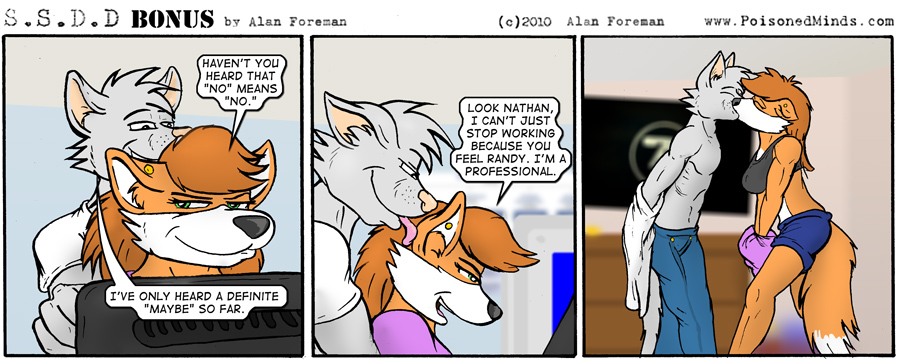 S.S.D.D BONUS by Alan Foreman (c)2010 Alan Foreman www.PoisonedMinds.com
HAVEN'T YOU
HEARD THAT
"NO" MEANS
"NO."
I'VE ONLY HEARD A DEFINITE
"MAYBE" SO FAR.
LOOK NATHAN,
I CAN'T JUST
STOP WORKING
BECAUSE YOU
FEEL RANDY. I'M A
PROFESSIONAL.
7